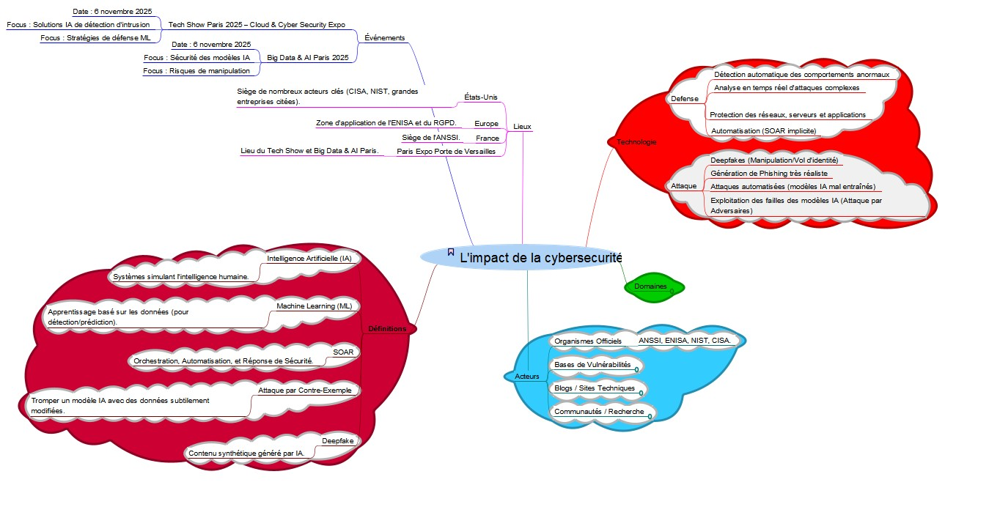 Date : 6 novembre 2025
Focus : Solutions IA de détection d'intrusion
Focus : Stratégies de défense ML
Tech Show Paris 2025 – Cloud & Cyber Security Expo
Date : 6 novembre 2025
Focus : Sécurité des modèles IA
Focus : Risques de manipulation
Big Data & AI Paris 2025
Événements
Siège de nombreux acteurs clés (CISA, NIST, grandes
entreprises citées).
États-Unis
Zone d'application de l'ENISA et du RGPD.
Europe
Siège de l'ANSSI.
France
Lieu du Tech Show et Big Data & AI Paris.
Paris Expo Porte de Versailles
Lieux
Technologie
Defense
Détection automatique des comportements anormaux
Analyse en temps réel d'attaques complexes
Protection des réseaux, serveurs et applications
Automatisation (SOAR implicite)
Attaque
Deepfakes (Manipulation/Vol d'identité)
Génération de Phishing très réaliste
Attaques automatisées (modèles IA mal entraînés)
Exploitation des failles des modèles IA (Attaque par
Adversaires)
L'impact de la cybersecurité
Domaines
Intelligence Artificielle (IA)
Systèmes simulant l'intelligence humaine.
Machine Learning (ML)
Apprentissage basé sur les données (pour
détection/prédiction).
Définitions
SOAR
Orchestration, Automatisation, et Réponse de Sécurité.
Attaque par Contre-Exemple
Tromper un modèle IA avec des données subtilement
modifiées.
Deepfake
Contenu synthétique généré par IA.
Acteurs
Organismes Officiels
ANSSI, ENISA, NIST, CISA.
Bases de Vulnérabilités
Blogs / Sites Techniques
Communautés / Recherche